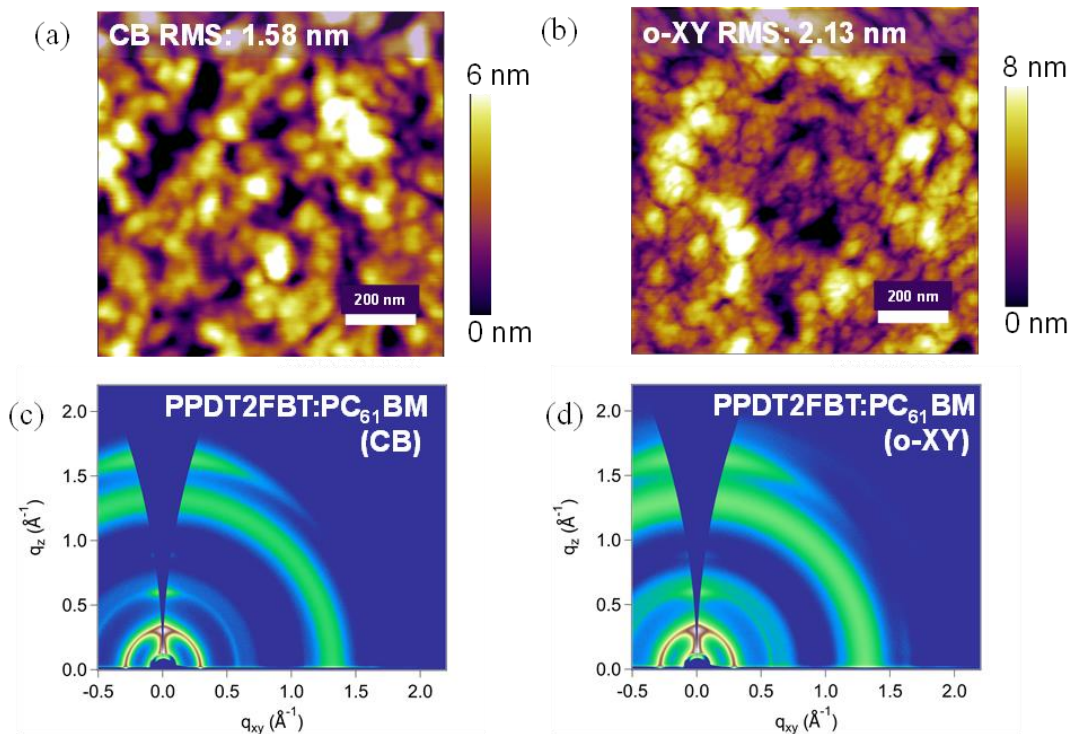 (a)
CB RMS: 1.58 nm
6 nm
0 nm
200 nm
(b)
o-XY RMS: 2.13 nm
8 nm
0 nm
200 nm
(c)
PPDT2FBT:PC₆₁BM
(CB)
2.0
1.5
1.0
0.5
0.0
q_z (Å⁻¹)
-0.5 0.0 0.5 1.0 1.5 2.0
q_xy (Å⁻¹)
(d)
PPDT2FBT:PC₆₁BM
(o-XY)
2.0
1.5
1.0
0.5
0.0
q_z (Å⁻¹)
-0.5 0.0 0.5 1.0 1.5 2.0
q_xy (Å⁻¹)